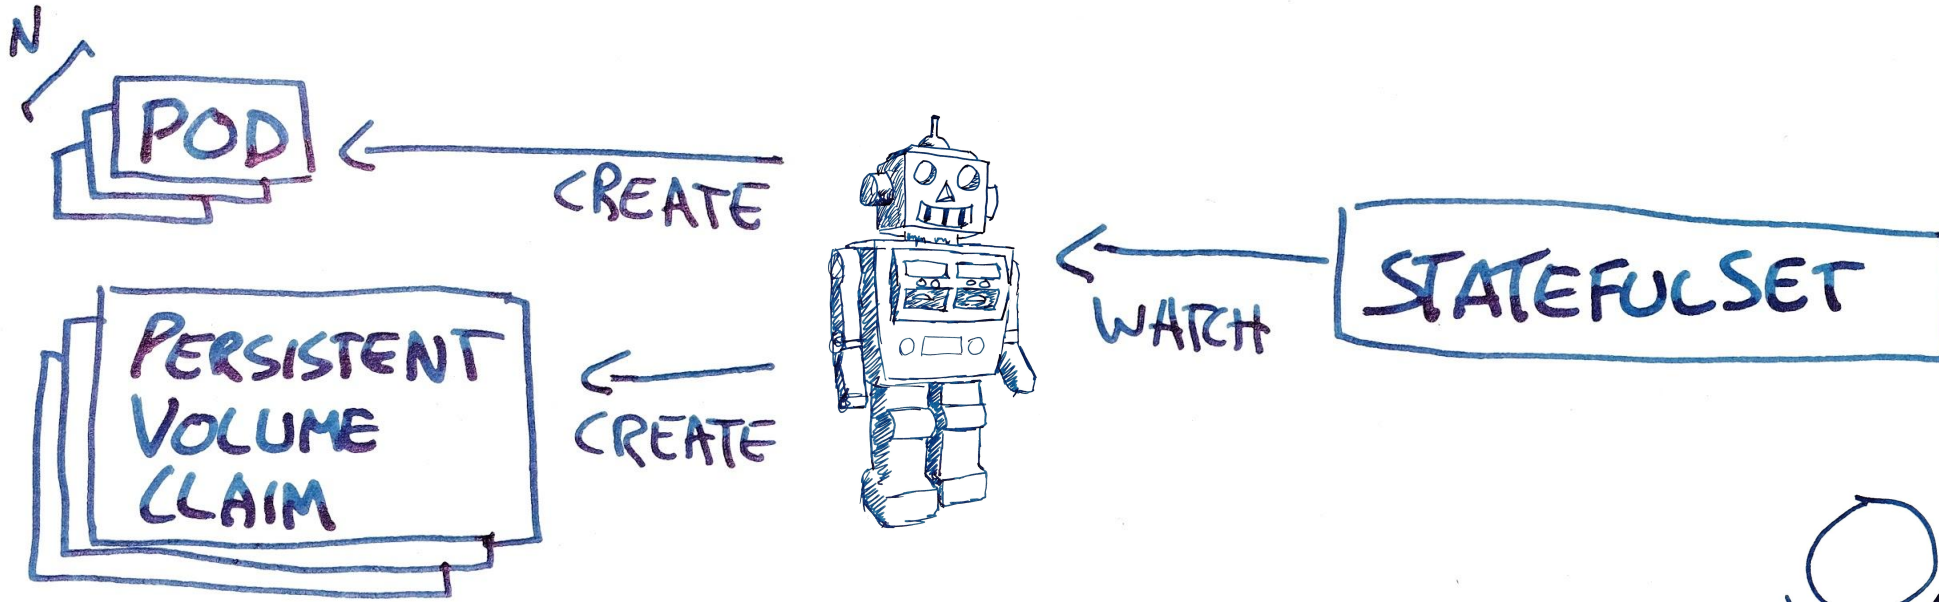 N
POD
CREATE
WATCH
STATEFULSET
PERSISTENT
VOLUME
CLAIM
CREATE